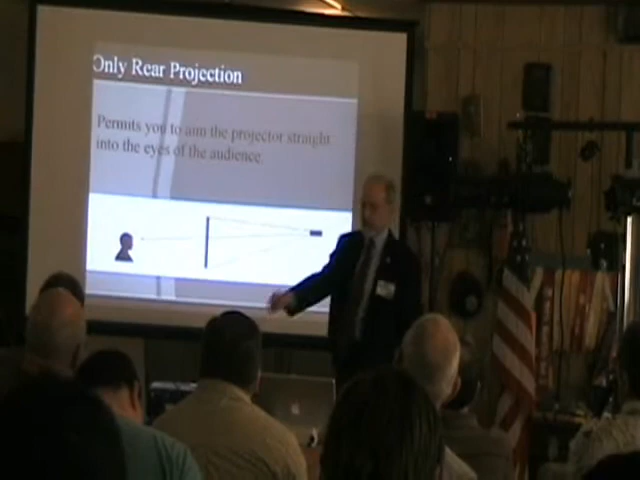 Only Rear Projection
Permits you to aim the projector straight
into the eyes of the audience.